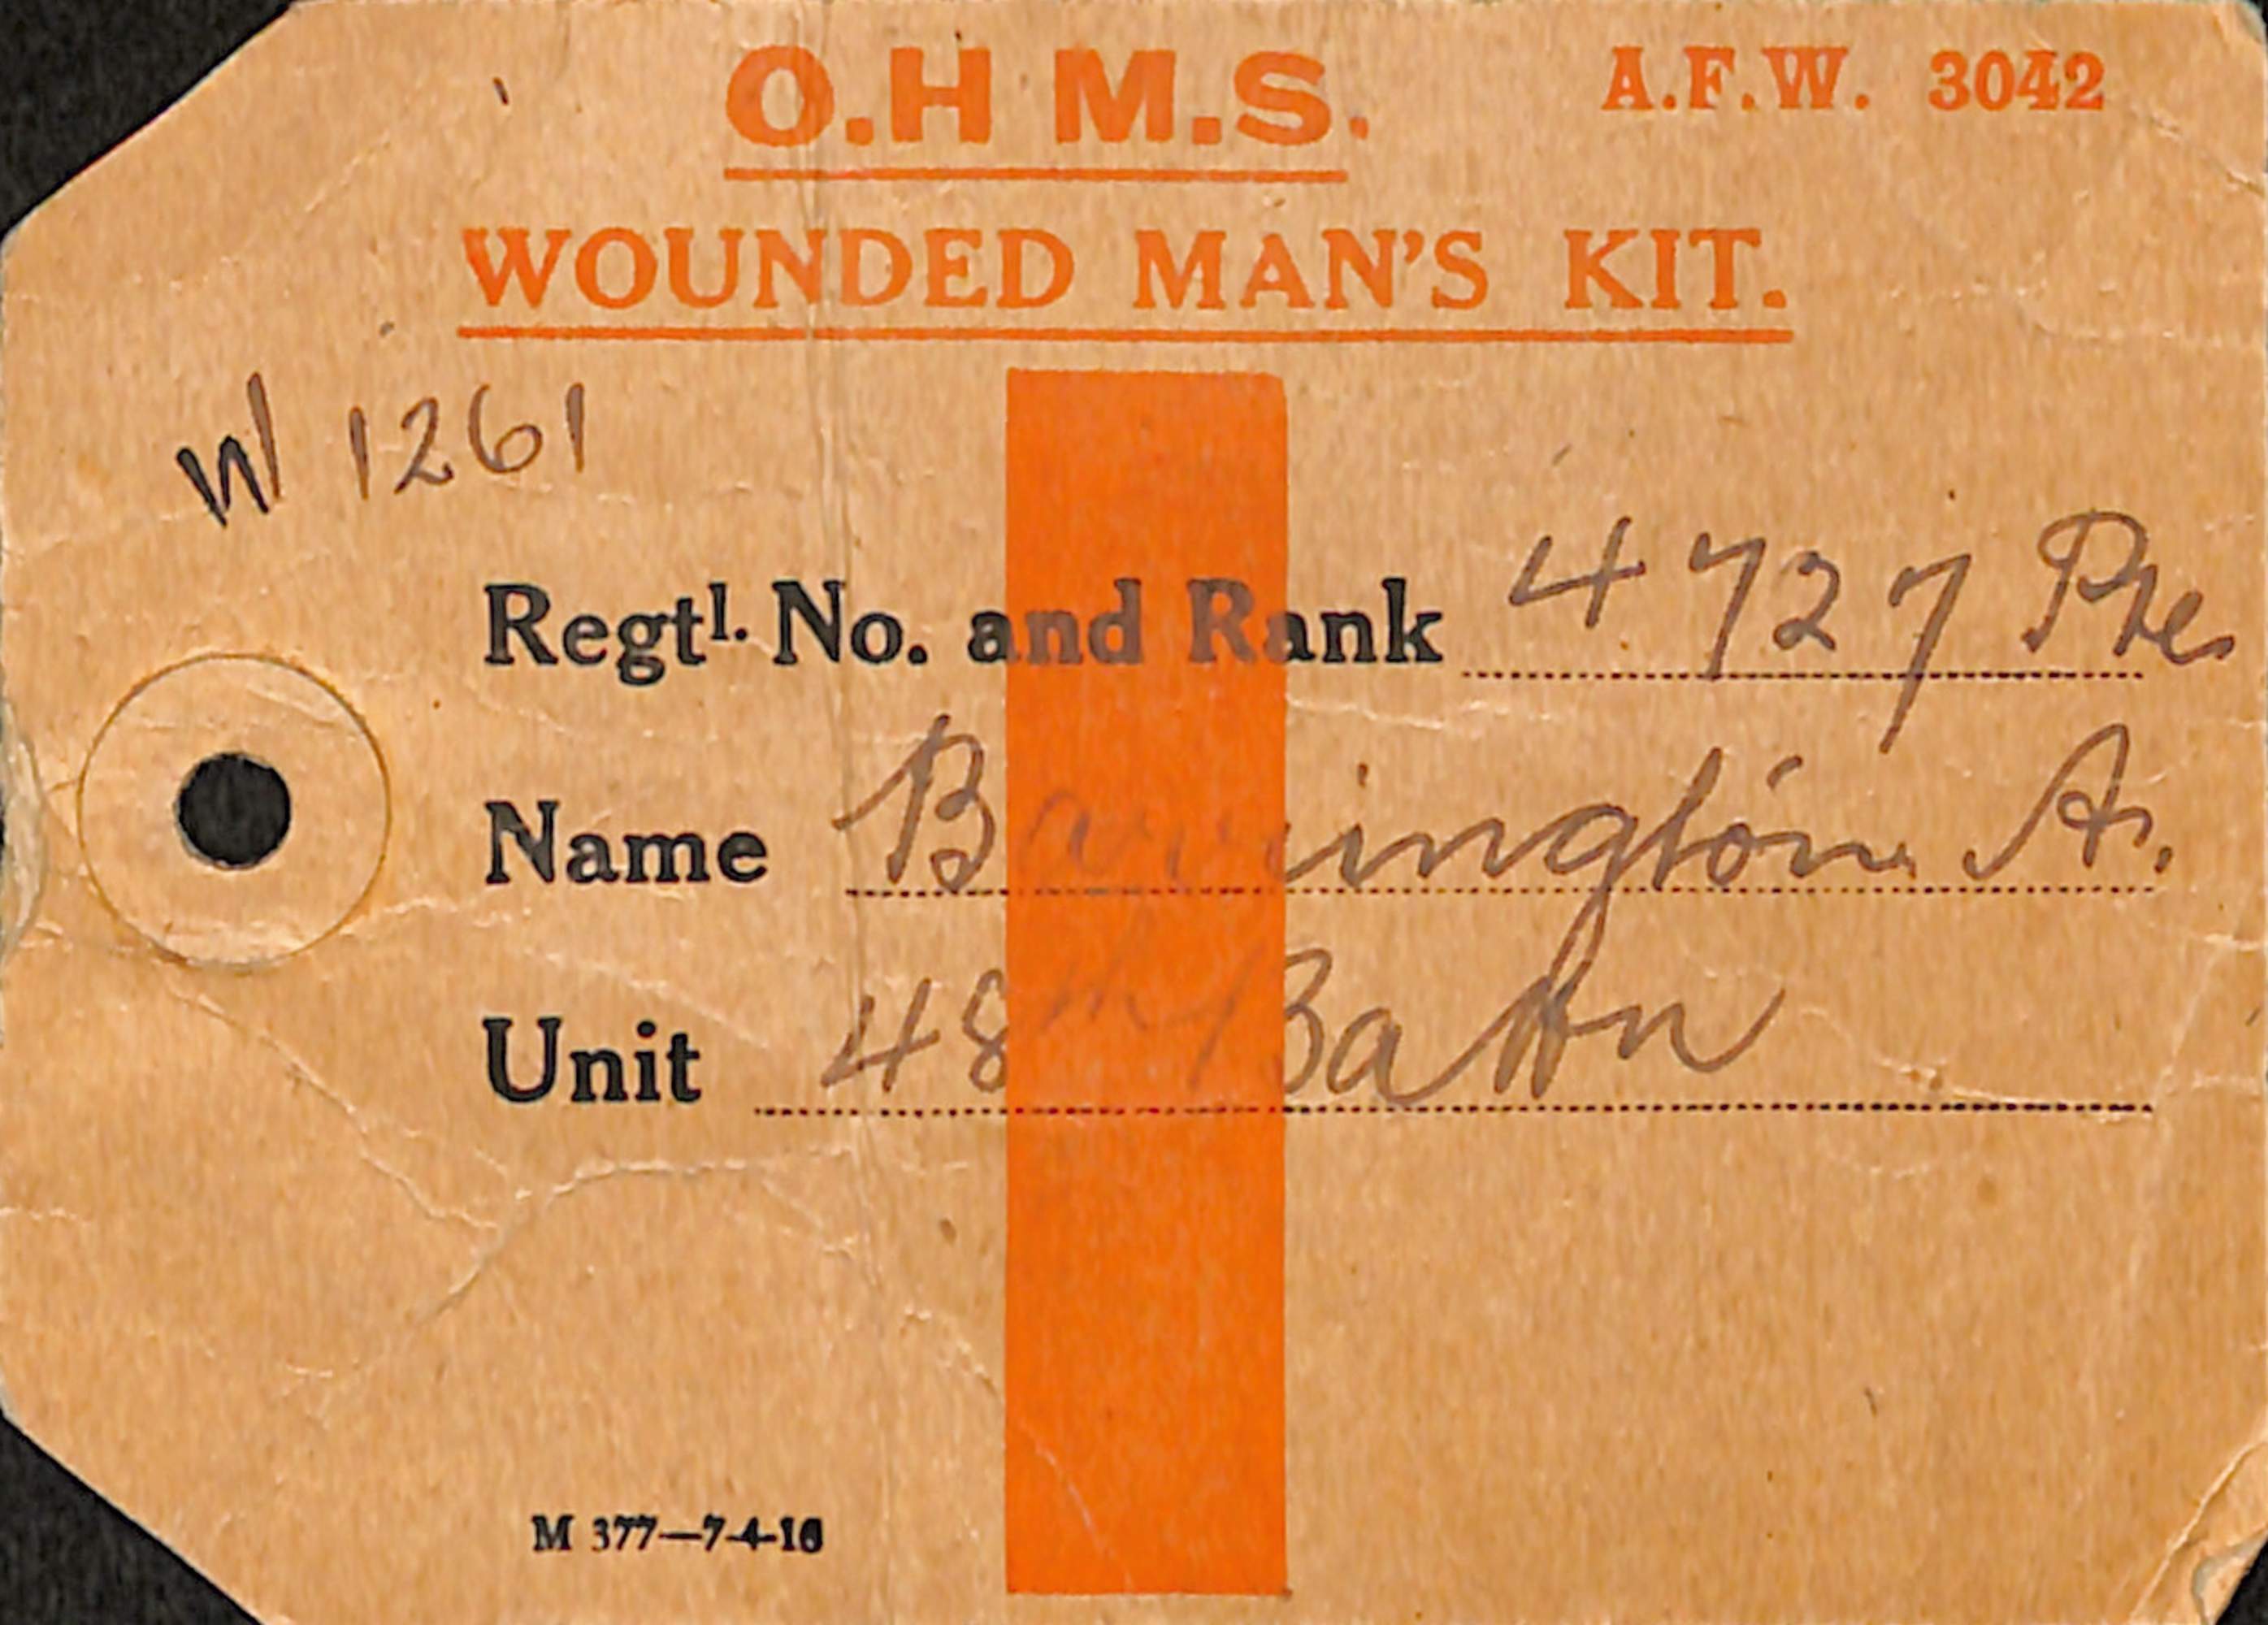 O.H M.S.
A.F.W. 3042
WOUNDED MAN'S KIT.
W 1261
Regtl. No. and Rank 4727 Pte.
Name Barrington A.
Unit 48th Battn
M 377—7-4-16